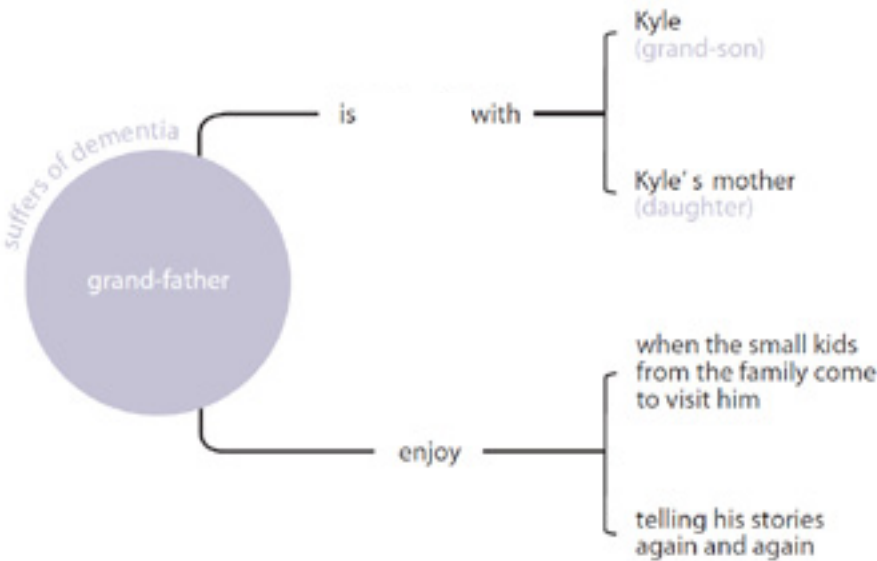 suffers of dementia
grand-father
is with
Kyle
(grand-son)
Kyle's mother
(daughter)
enjoy
when the small kids
from the family come
to visit him
telling his stories
again and again